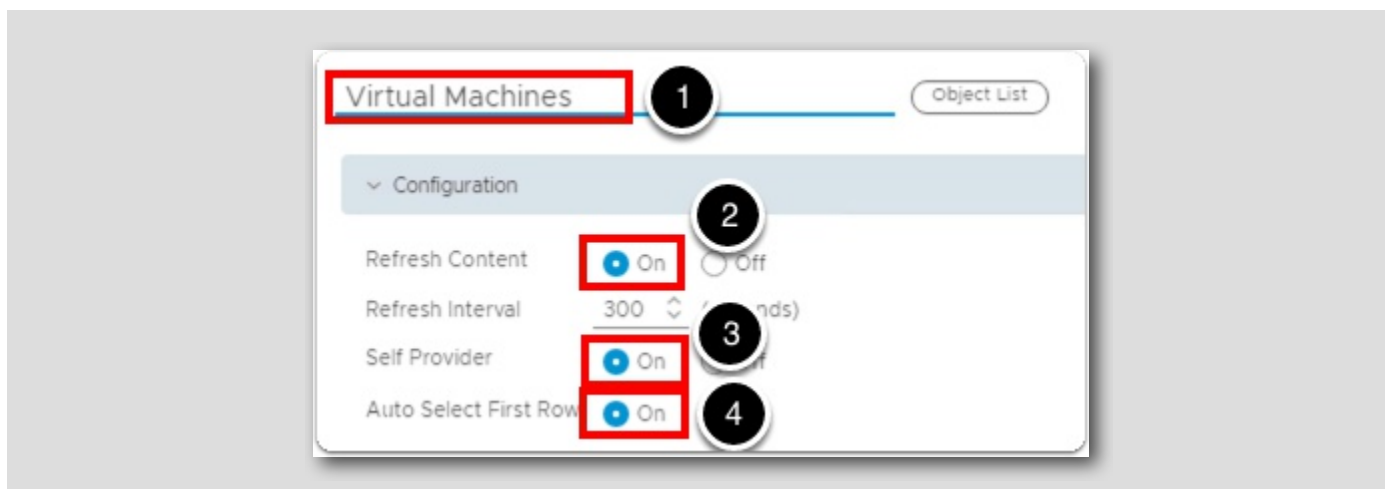 Virtual Machines 1 Object List
Configuration
2
Refresh Content On Off
Refresh Interval 300
3
Self Provider On
Auto Select First Row On 4